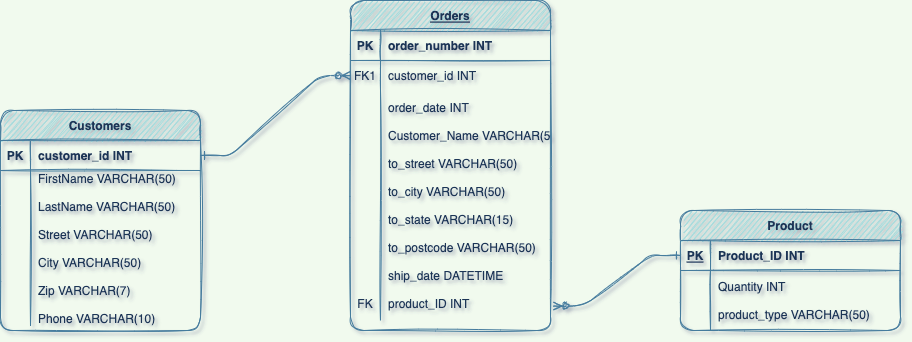 Orders
PK order_number INT
FK1 customer_id INT
order_date INT
Customer_Name VARCHAR(5
to_street VARCHAR(50)
to_city VARCHAR(50)
to_state VARCHAR(15)
to_postcode VARCHAR(50)
ship_date DATETIME
FK product_ID INT
Customers
PK customer_id INT
FirstName VARCHAR(50)
LastName VARCHAR(50)
Street VARCHAR(50)
City VARCHAR(50)
Zip VARCHAR(7)
Phone VARCHAR(10)
Product
PK Product_ID INT
Quantity INT
product_type VARCHAR(50)